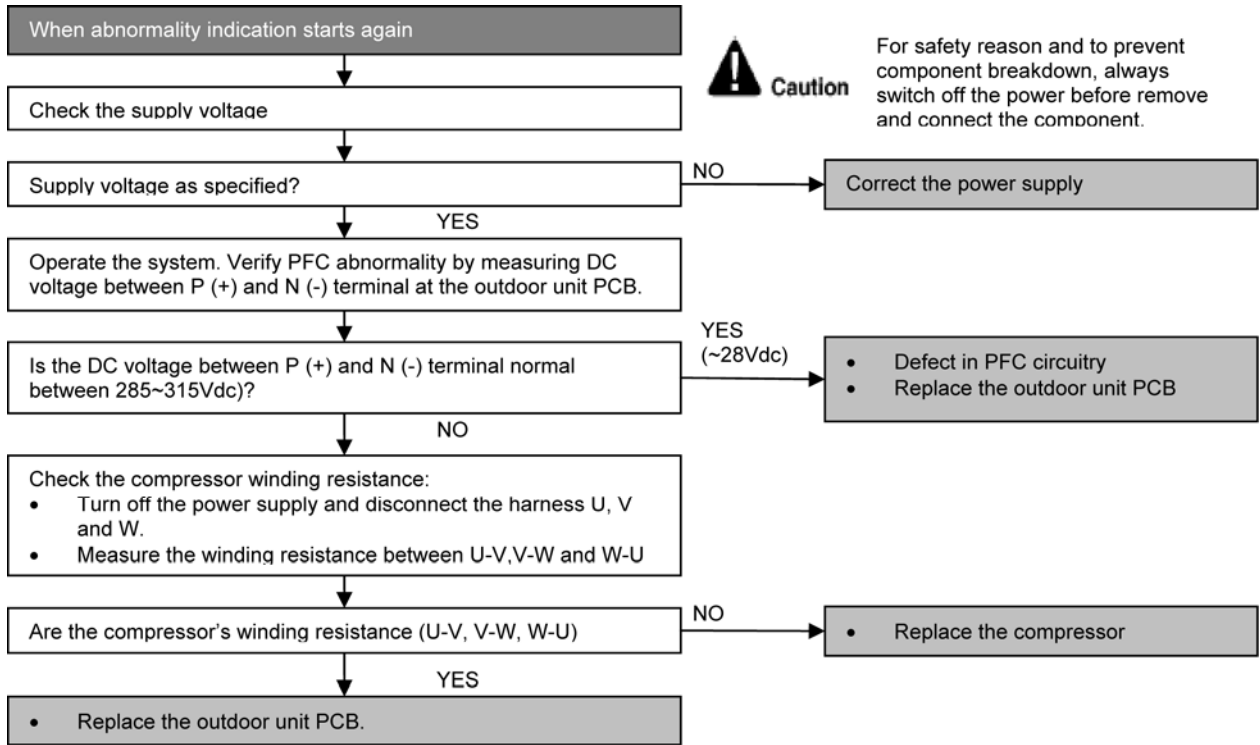 When abnormality indication starts again
Caution
For safety reason and to prevent
component breakdown, always
switch off the power before remove
and connect the component.
Check the supply voltage
Supply voltage as specified?
NO
Correct the power supply
YES
Operate the system. Verify PFC abnormality by measuring DC
voltage between P (+) and N (-) terminal at the outdoor unit PCB.
Is the DC voltage between P (+) and N (-) terminal normal
between 285~315Vdc)?
YES
(~28Vdc)
• Defect in PFC circuitry
• Replace the outdoor unit PCB
NO
Check the compressor winding resistance:
• Turn off the power supply and disconnect the harness U, V
and W.
• Measure the winding resistance between U-V,V-W and W-U
Are the compressor's winding resistance (U-V, V-W, W-U)
NO
• Replace the compressor
YES
• Replace the outdoor unit PCB.